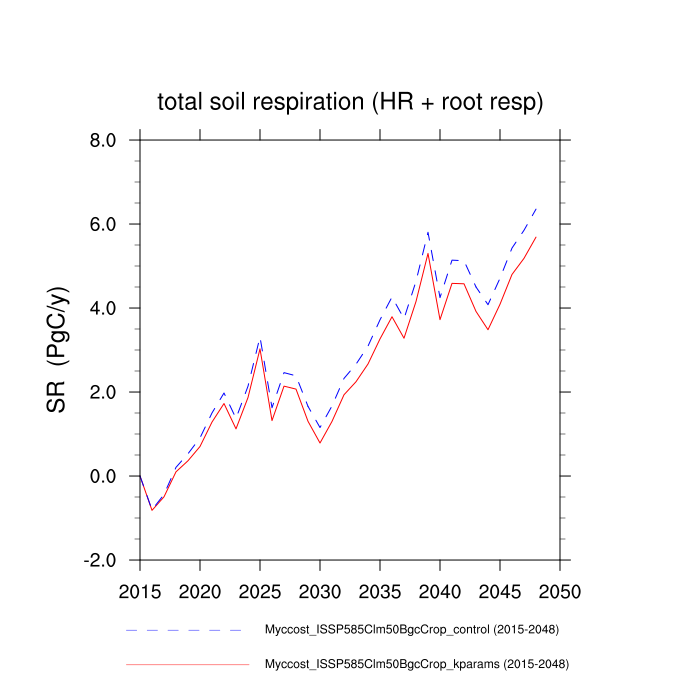 total soil respiration (HR + root resp)
8.0
6.0
4.0
2.0
0.0
-2.0
SR (PgC/y)
2015 2020 2025 2030 2035 2040 2045 2050
Myccost_ISSP585Clm50BgcCrop_control (2015-2048)
Myccost_ISSP585Clm50BgcCrop_kparams (2015-2048)